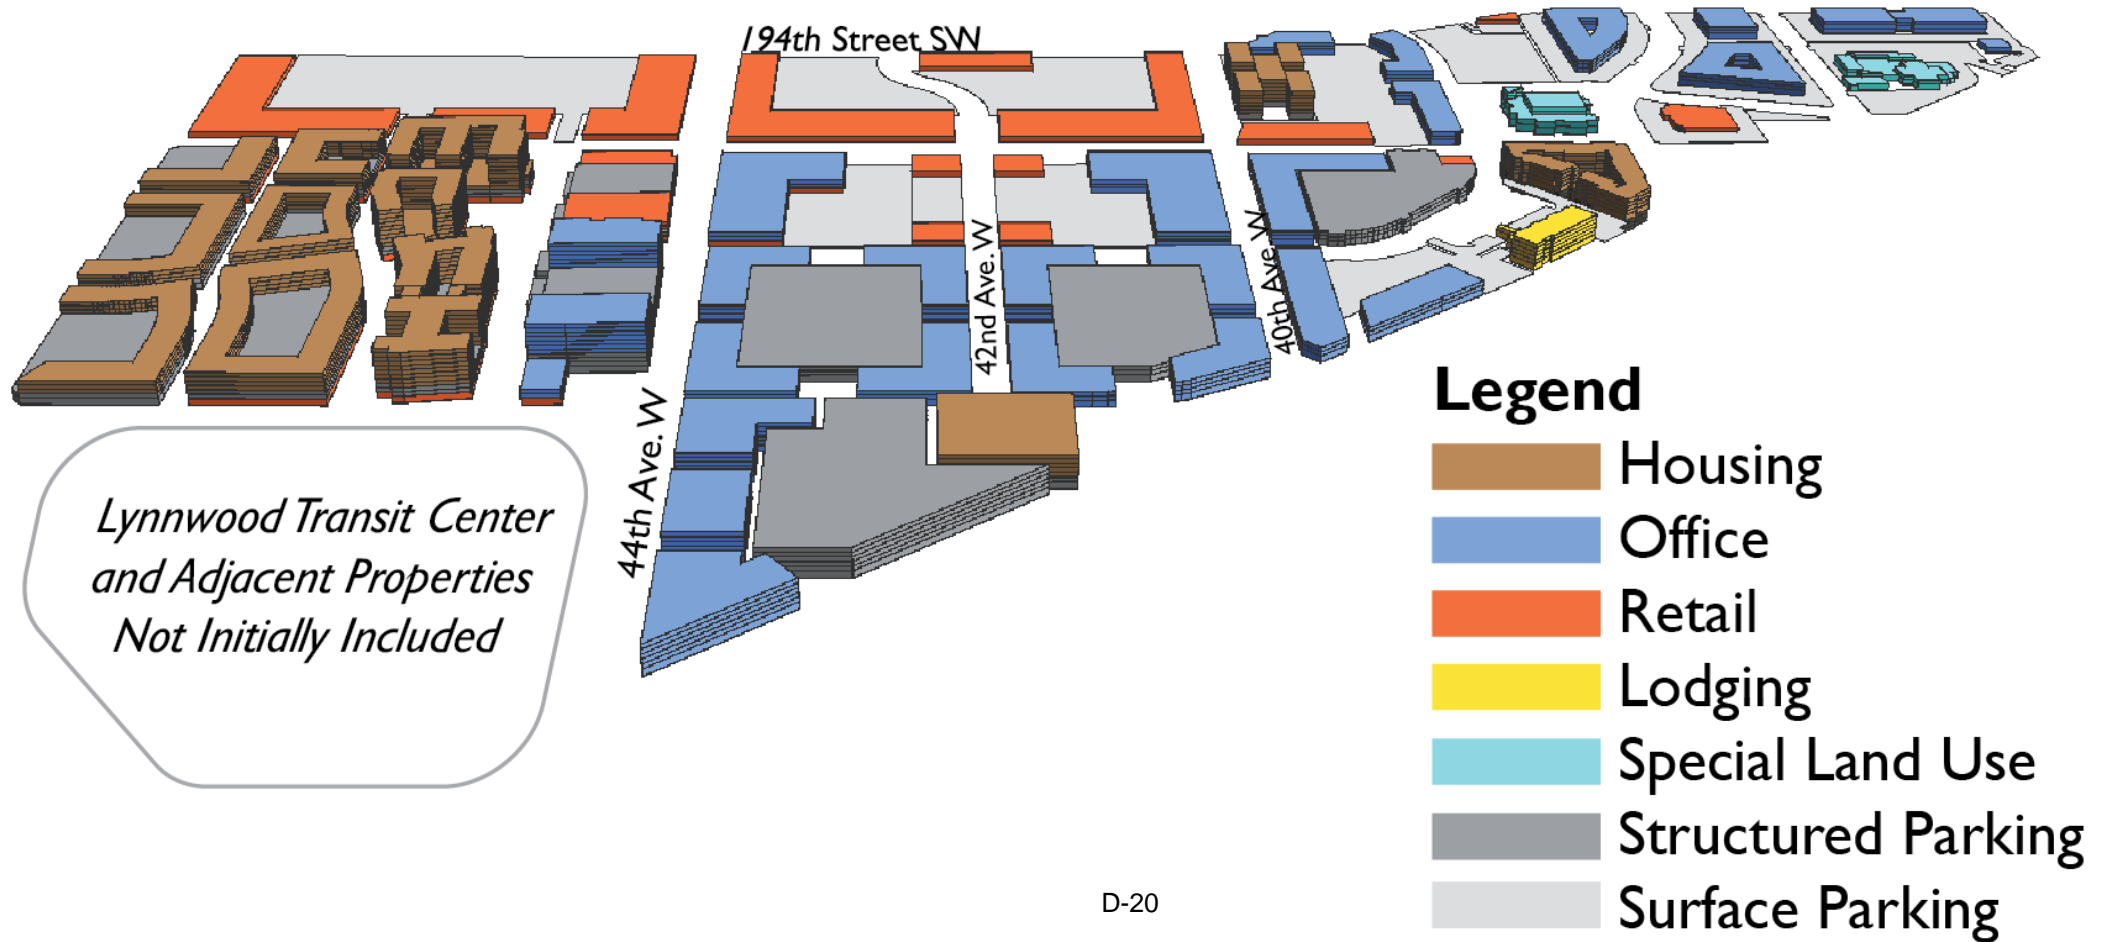 194th Street SW
42nd Ave. W
40th Ave. W
44th Ave. W
Lynnwood Transit Center
and Adjacent Properties
Not Initially Included
Legend
Housing
Office
Retail
Lodging
Special Land Use
Structured Parking
Surface Parking
D-20